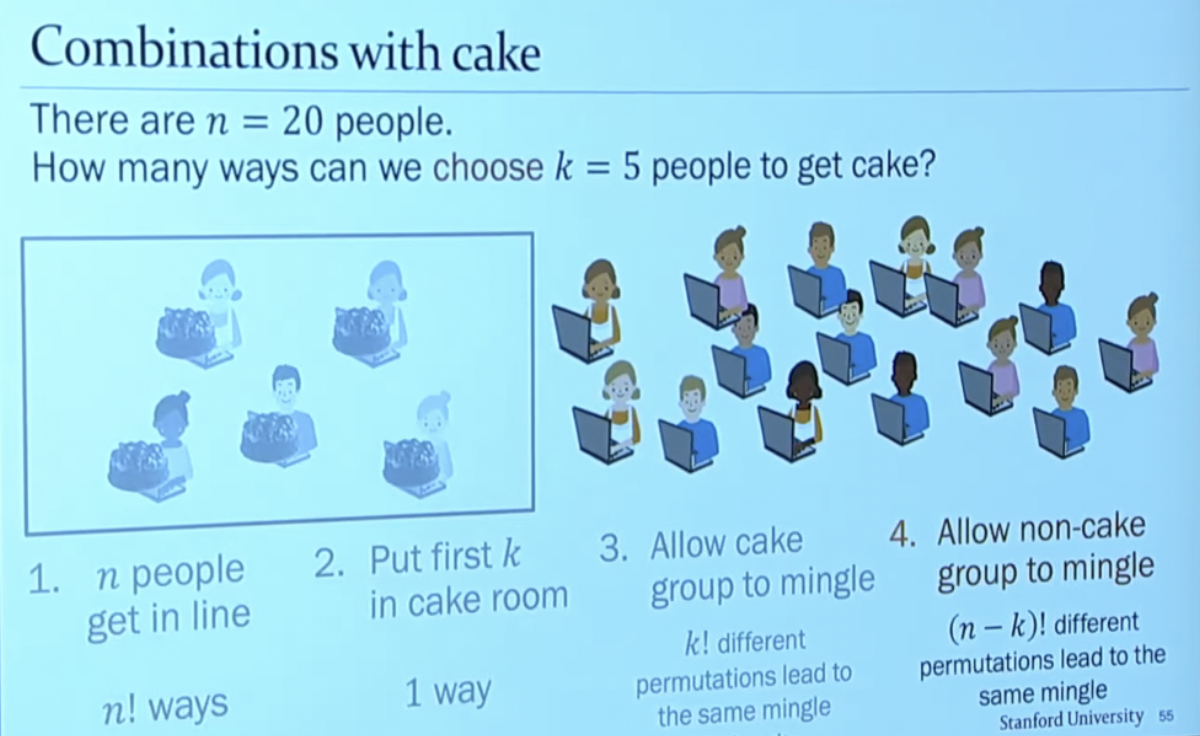 Combinations with cake
There are n = 20 people.
How many ways can we choose k = 5 people to get cake?
1. n people
get in line
n! ways
2. Put first k
in cake room
1 way
3. Allow cake
group to mingle
k! different
permutations lead to
the same mingle
4. Allow non-cake
group to mingle
(n − k)! different
permutations lead to the
same mingle
Stanford University 55